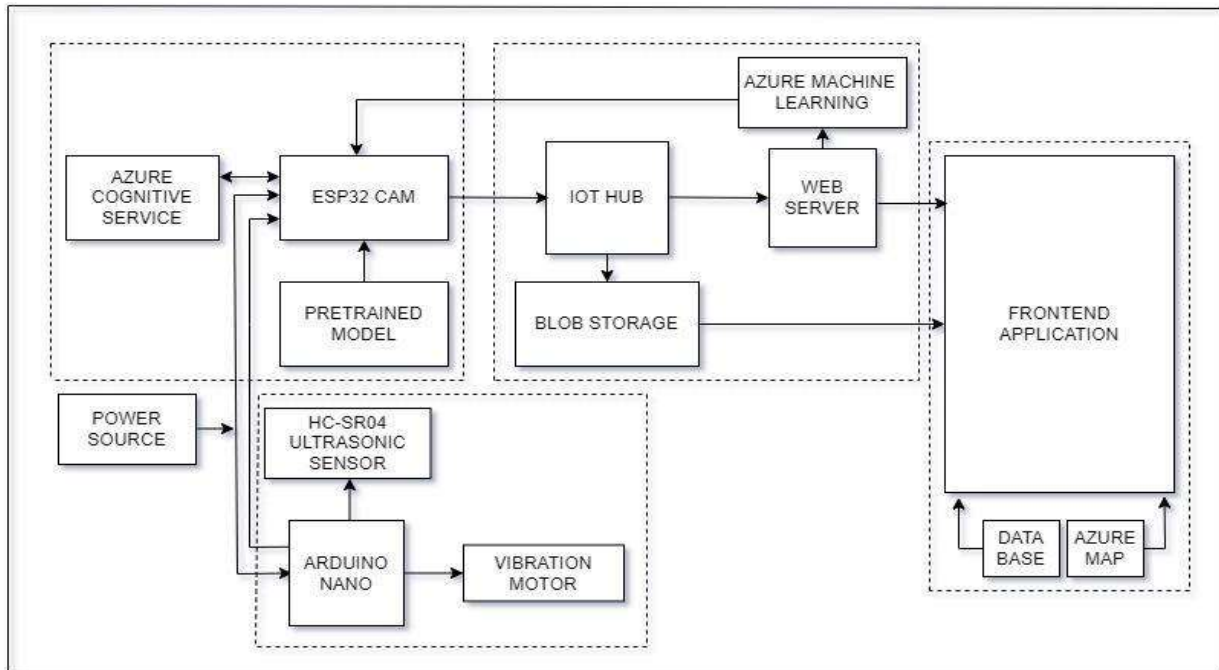 AZURE MACHINE
LEARNING
AZURE
COGNITIVE
SERVICE
ESP32 CAM
IOT HUB
WEB
SERVER
PRETRAINED
MODEL
BLOB STORAGE
FRONTEND
APPLICATION
POWER
SOURCE
HC-SR04
ULTRASONIC
SENSOR
ARDUINO
NANO
VIBRATION
MOTOR
DATA
BASE
AZURE
MAP